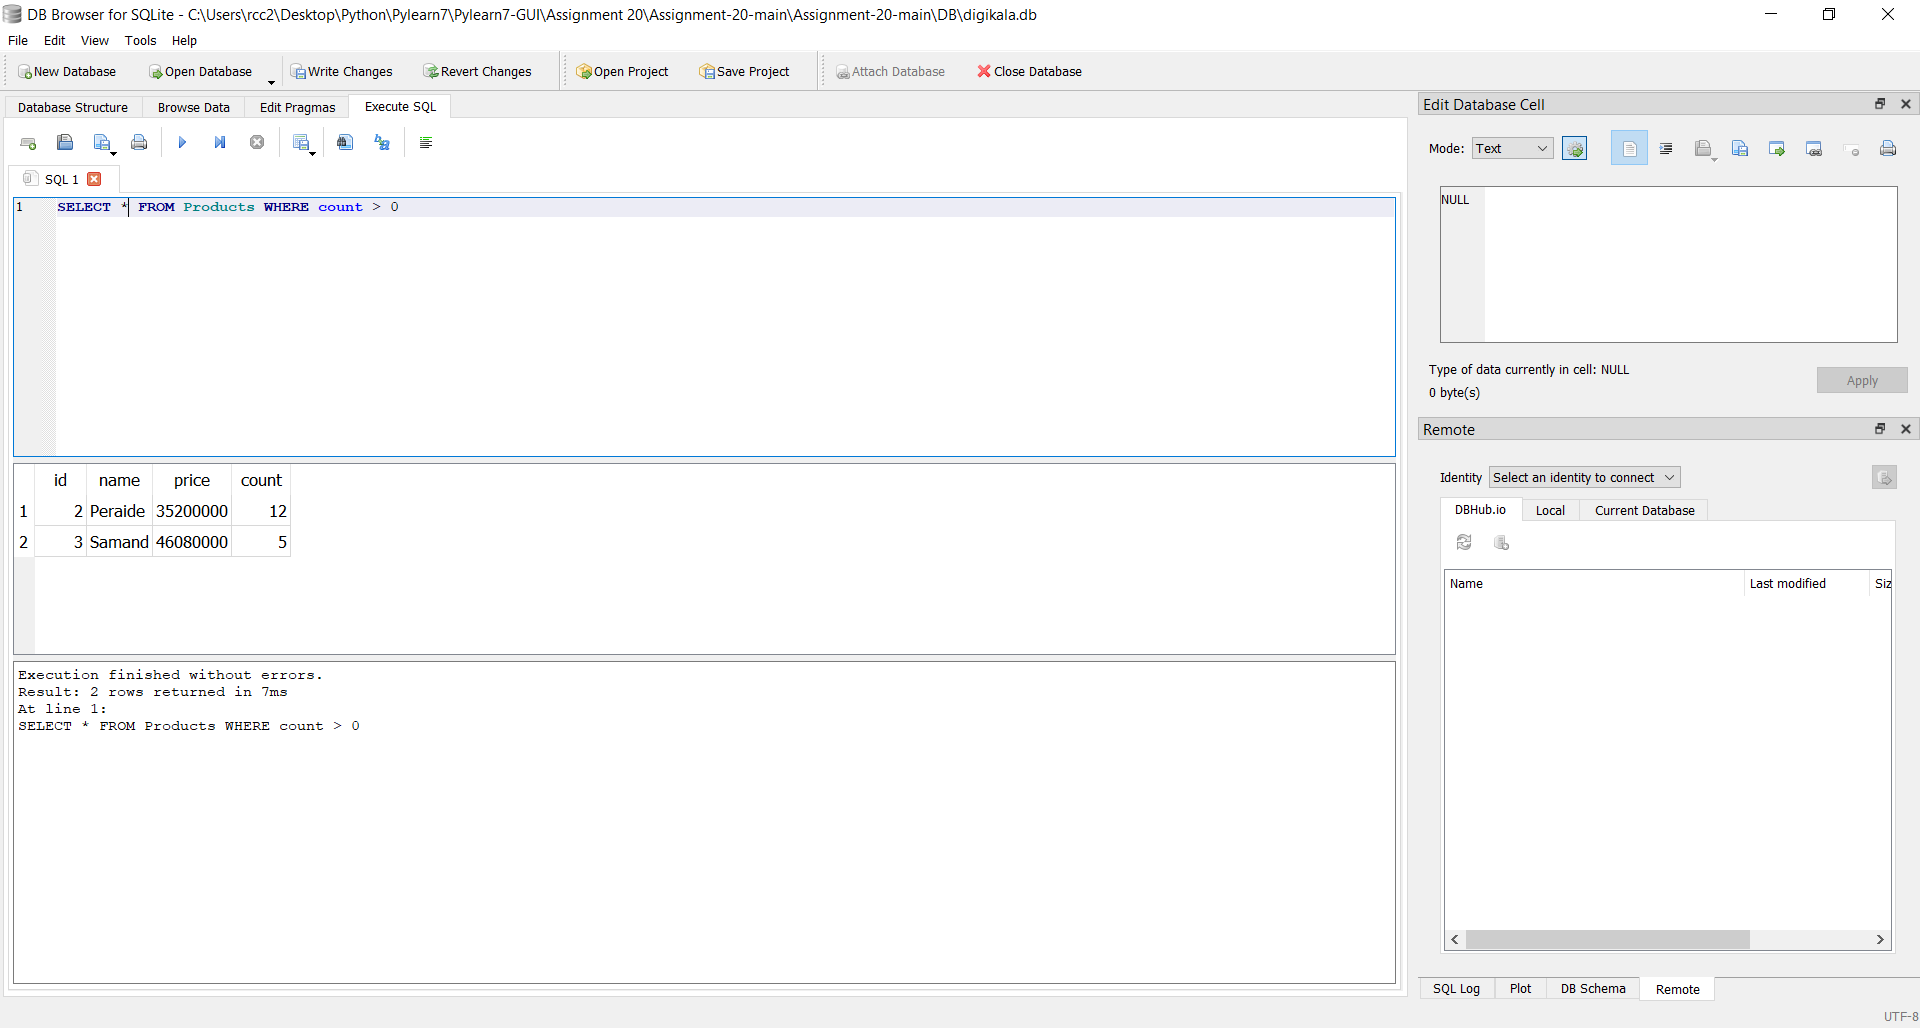 DB Browser for SQLite - C:\Users\rcc2\Desktop\Python\Pylearn7\Pylearn7-GUI\Assignment 20\Assignment-20-main\Assignment-20-main\DB\digikala.db
File Edit View Tools Help
New Database Open Database Write Changes Revert Changes Open Project Save Project Attach Database Close Database
Database Structure Browse Data Edit Pragmas Execute SQL
SQL 1
1 SELECT * FROM Products WHERE count > 0
id name price count
1 2 Peraide 35200000 12
2 3 Samand 46080000 5
Execution finished without errors.
Result: 2 rows returned in 7ms
At line 1:
SELECT * FROM Products WHERE count > 0
Edit Database Cell
Mode: Text
NULL
Type of data currently in cell: NULL
0 byte(s)
Apply
Remote
Identity Select an identity to connect
DBHub.io Local Current Database
Name Last modified Siz
SQL Log Plot DB Schema Remote
UTF-8